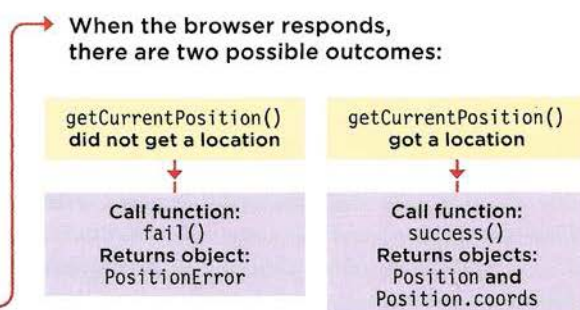 When the browser responds,
there are two possible outcomes:
getCurrentPosition()
did not get a location
Call function:
fail()
Returns object:
PositionError
getCurrentPosition()
got a location
Call function:
success()
Returns objects:
Position and
Position.coords